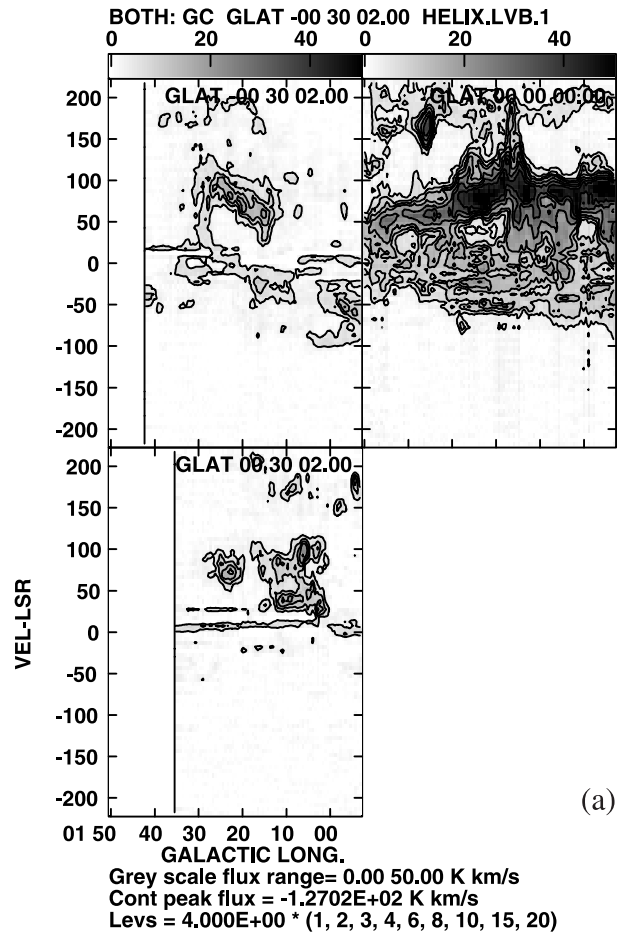 BOTH: GC GLAT -00 30 02.00 HELIX.LVB.1
0 20 40 0 20 40
GLAT -00 30 02.00
GLAT 00 00 00.00
200
150
100
50
0
-50
-100
-150
-200
GLAT 00 30 02.00
200
150
100
50
0
-50
-100
-150
-200
VEL-LSR
01 50 40 30 20 10 00
GALACTIC LONG.
(a)
Grey scale flux range= 0.00 50.00 K km/s
Cont peak flux = -1.2702E+02 K km/s
Levs = 4.000E+00 * (1, 2, 3, 4, 6, 8, 10, 15, 20)